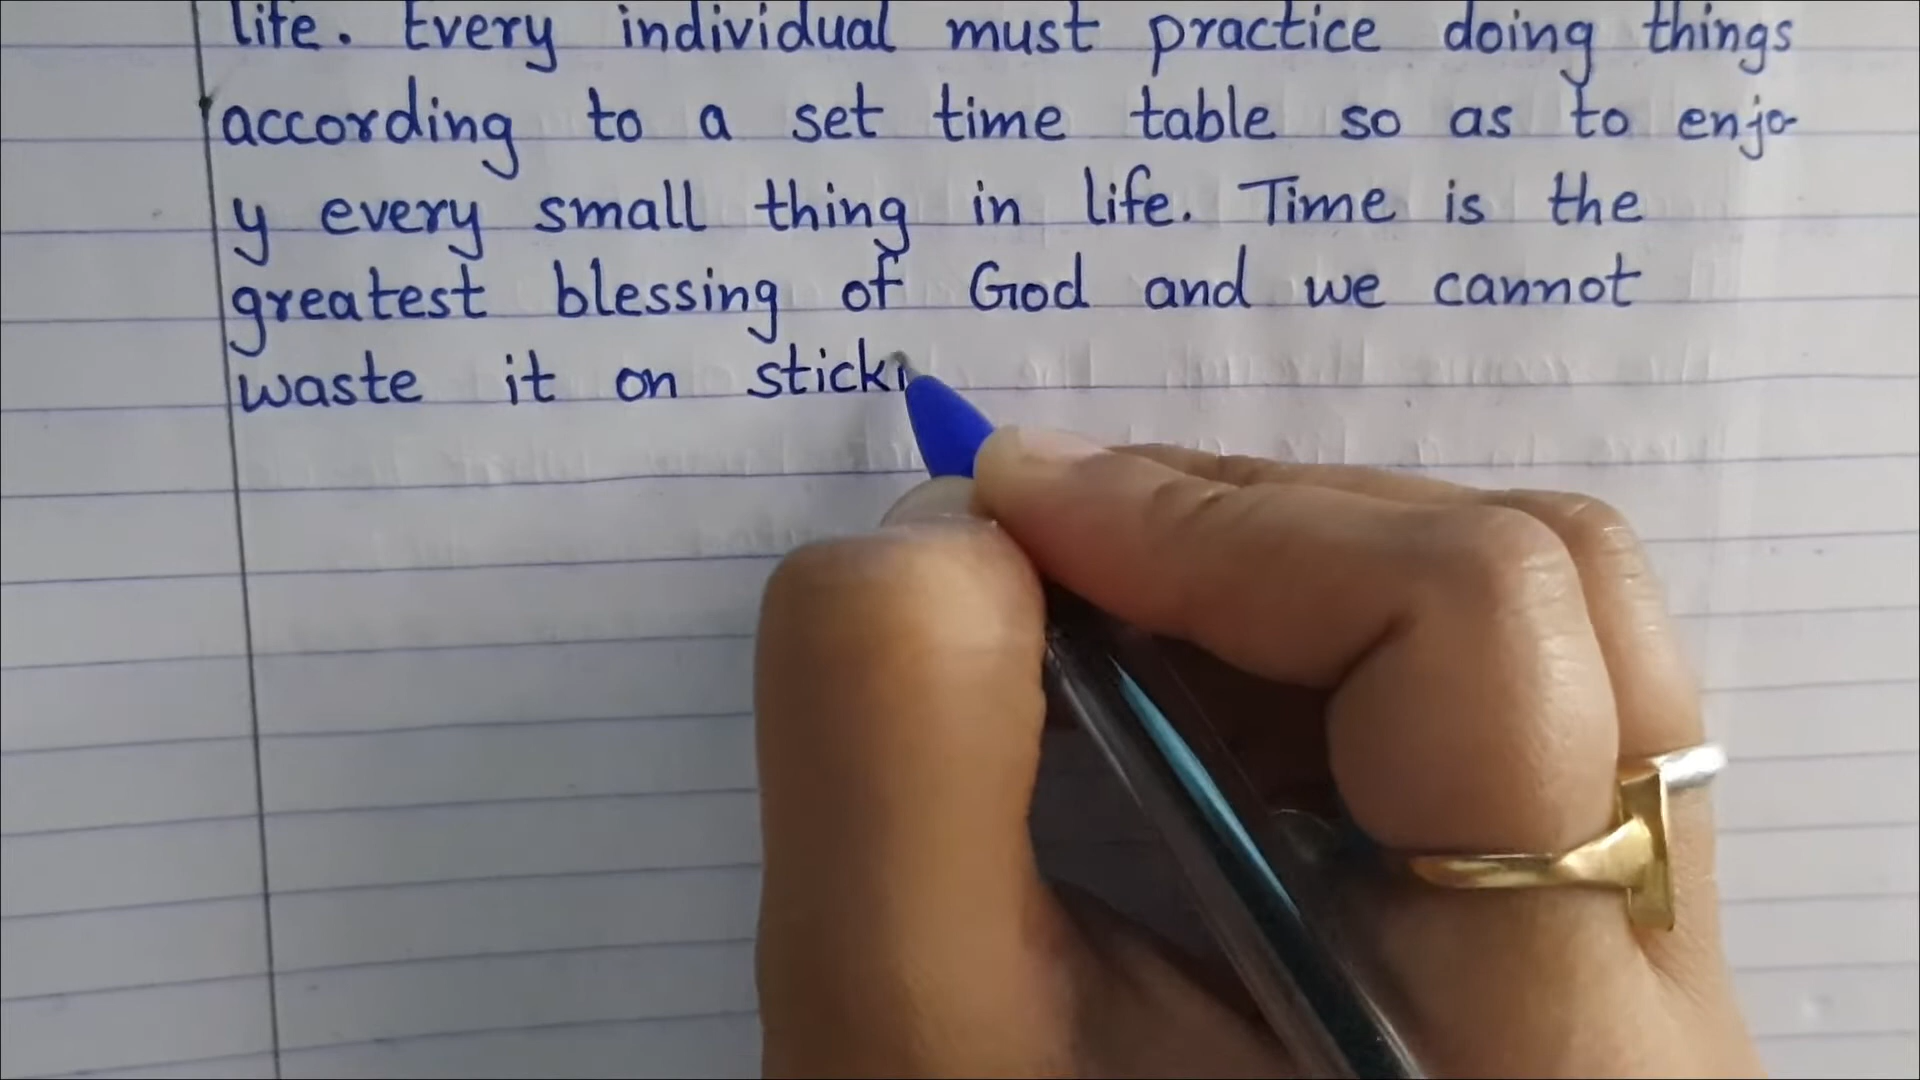 life. Every individual must practice doing things
according to a set time table so as to enjo-
y every small thing in life. Time is the
greatest blessing of God and we cannot
waste it on sticki